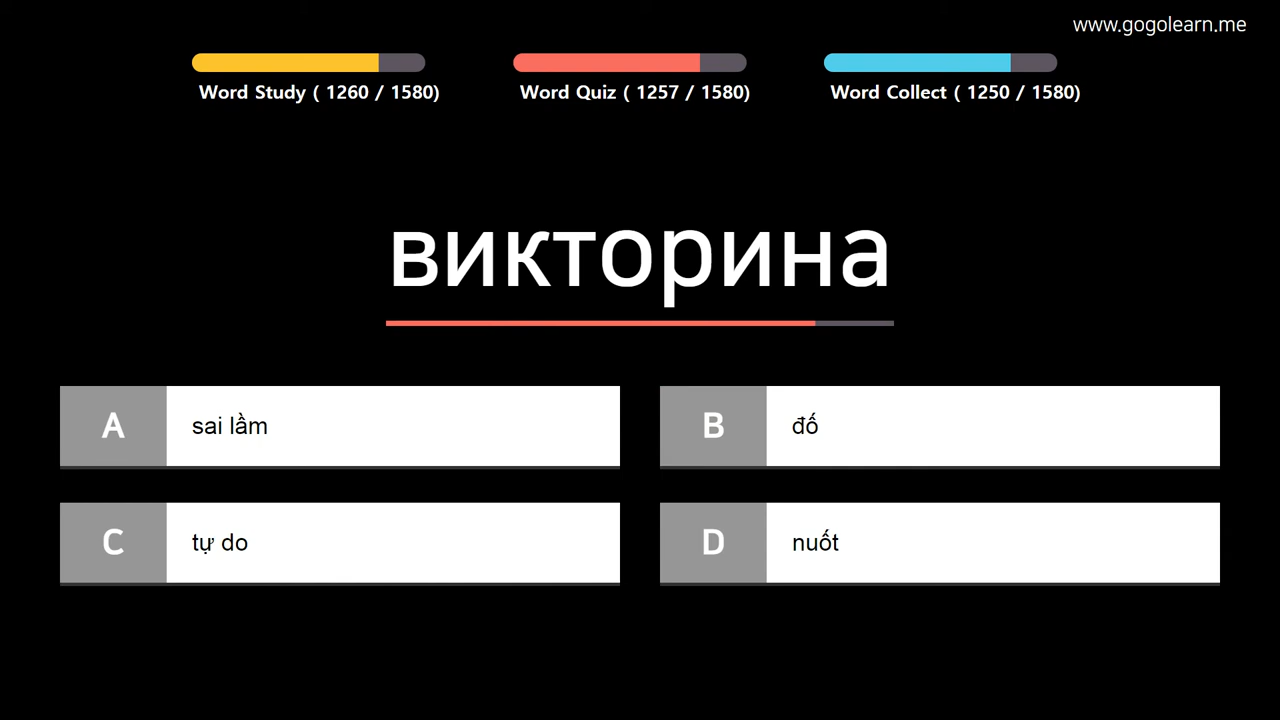 www.gogolearn.me
Word Study ( 1260 / 1580)
Word Quiz ( 1257 / 1580)
Word Collect ( 1250 / 1580)
викторина
A sai lầm
B đố
C tự do
D nuốt